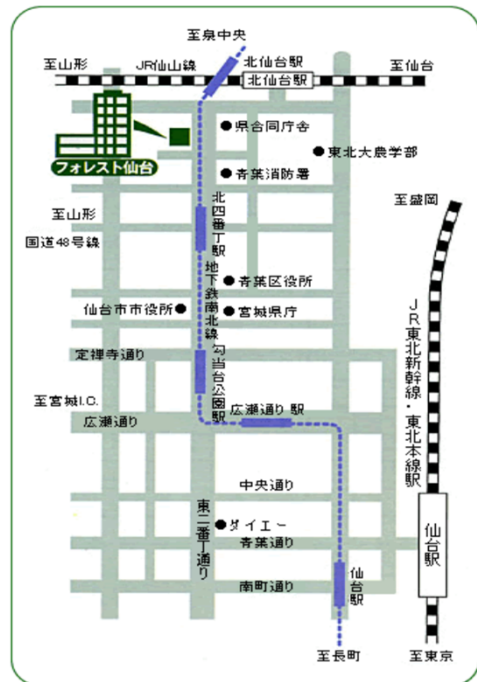 至泉中央
至山形
JR仙山線
北仙台駅
至仙台
北仙台駅
県合同庁舎
東北大農学部
フォレスト仙台
青葉消防署
至盛岡
至山形
北四番丁駅
国道48号線
地下鉄南北線
青葉区役所
仙台市市役所
宮城県庁
JR東北新幹線・東北本線駅
定禅寺通り
勾当台公園駅
至宮城I.C.
広瀬通り 駅
広瀬通り
中央通り
東二番丁通り
ダイエー
青葉通り
仙台駅
南町通り
仙台駅
至長町
至東京